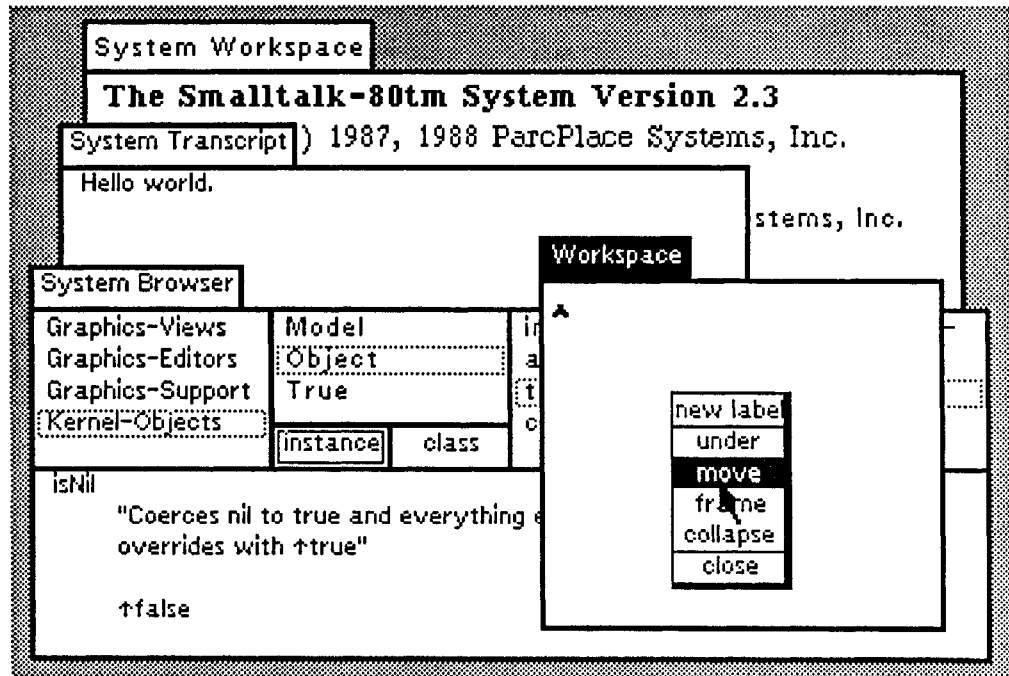 System Workspace
The Smalltalk-80tm System Version 2.3
) 1987, 1988 ParcPlace Systems, Inc.
System Transcript
Hello world.
stems, Inc.
Workspace
System Browser
Graphics-Views
Graphics-Editors
Graphics-Support
Kernel-Objects
Model
Object
True
instance
class
a
t
c
new label
under
move
frame
collapse
close
isNil
"Coerces nil to true and everything e
overrides with ↑true"
↑false